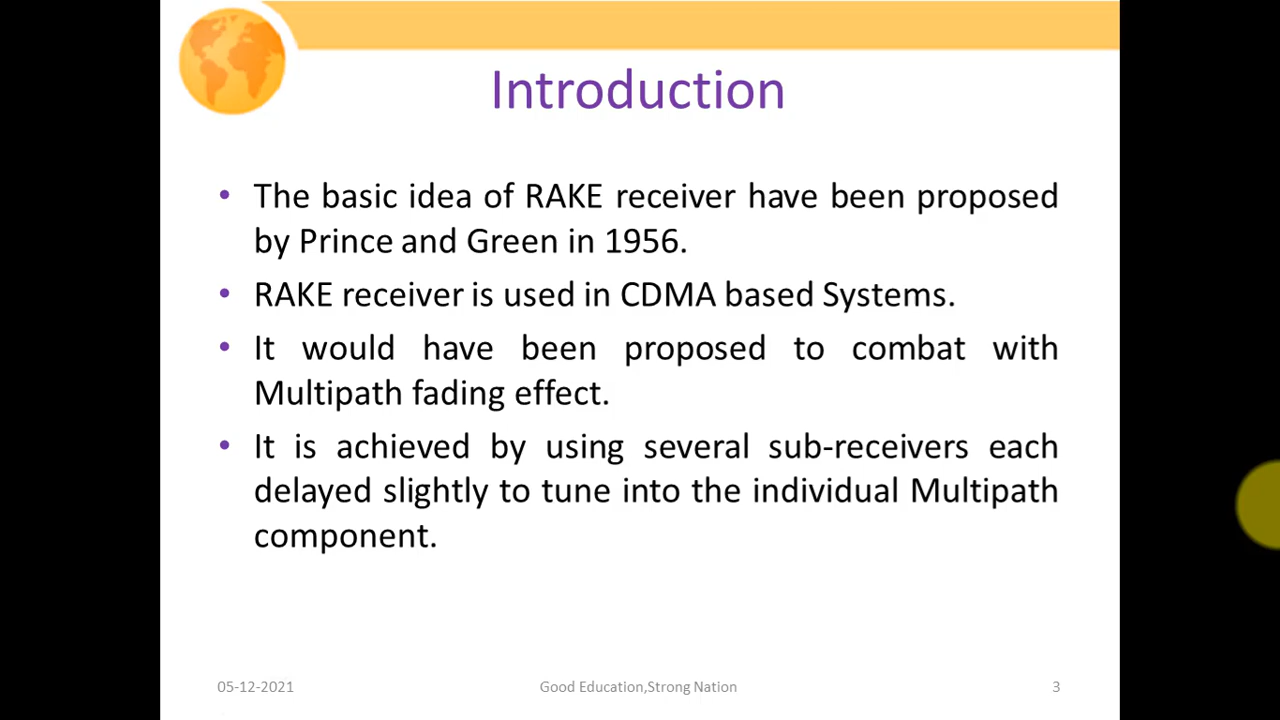 Introduction
• The basic idea of RAKE receiver have been proposed
by Prince and Green in 1956.
• RAKE receiver is used in CDMA based Systems.
• It would have been proposed to combat with
Multipath fading effect.
• It is achieved by using several sub-receivers each
delayed slightly to tune into the individual Multipath
component.
05-12-2021 Good Education,Strong Nation 3